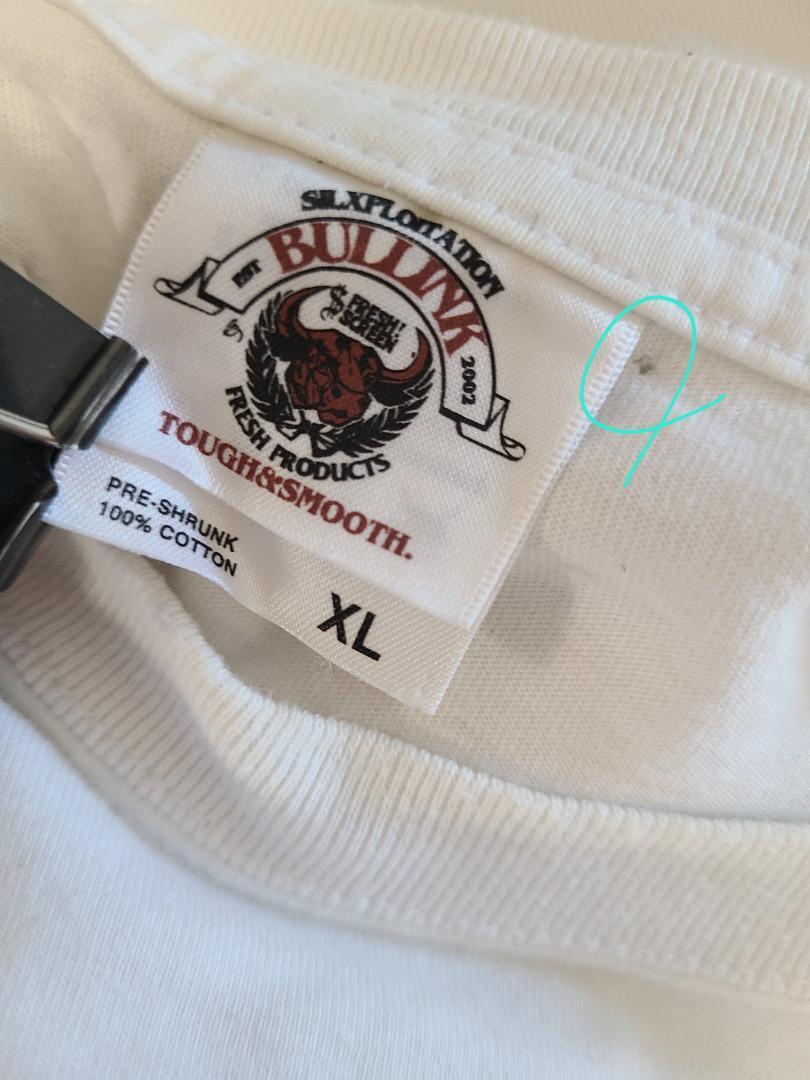 SILXPLOITATION
BULLINK
EST
2002
FRESH!
SCREEN
FRESH PRODUCTS
TOUGH&SMOOTH.
PRE-SHRUNK
100% COTTON
XL